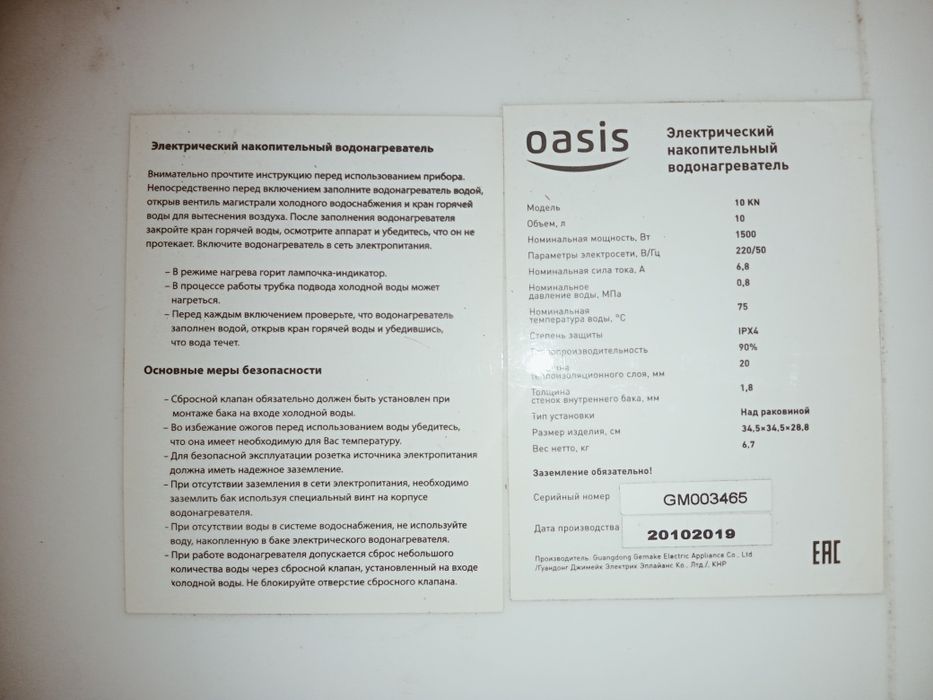 Электрический накопительный водонагреватель
Внимательно прочтите инструкцию перед использованием прибора.
Непосредственно перед включением заполните водонагреватель водой,
открыв вентиль магистрали холодного водоснабжения и кран горячей
воды для вытеснения воздуха. После заполнения водонагревателя
закройте кран горячей воды, осмотрите аппарат и убедитесь, что он не
протекает. Включите водонагреватель в сеть электропитания.
– В режиме нагрева горит лампочка-индикатор.
– В процессе работы трубка подвода холодной воды может
нагреться.
– Перед каждым включением проверьте, что водонагреватель
заполнен водой, открыв кран горячей воды и убедившись,
что вода течет.
Основные меры безопасности
– Сбросной клапан обязательно должен быть установлен при
монтаже бака на входе холодной воды.
– Во избежание ожогов перед использованием воды убедитесь,
что она имеет необходимую для Вас температуру.
– Для безопасной эксплуатации розетка источника электропитания
должна иметь надежное заземление.
– При отсутствии заземления в сети электропитания, необходимо
заземлить бак используя специальный винт на корпусе
водонагревателя.
– При отсутствии воды в системе водоснабжения, не используйте
воду, накопленную в баке электрического водонагревателя.
– При работе водонагревателя допускается сброс небольшого
количества воды через сбросной клапан, установленный на входе
холодной воды. Не блокируйте отверстие сбросного клапана.
oasis
Электрический
накопительный
водонагреватель
Модель 10 KN
Объем, л 10
Номинальная мощность, Вт 1500
Параметры электросети, В/Гц 220/50
Номинальная сила тока, А 6,8
Номинальное
давление воды, МПа 0,8
Номинальная
температура воды, °С 75
Степень защиты IPX4
90%
20
теплоизоляционного слоя, мм
Толщина
стенок внутреннего бака, мм 1,8
Тип установки Над раковиной
Размер изделия, см 34,5×34,5×28,8
Вес нетто, кг 6,7
Заземление обязательно!
Серийный номер GM003465
Дата производства 20102019
Производитель: Guangdong Gemake Electric Appliance Co., Ltd
/Гуандонг Джимейк Электрик Эплайанс Ко., Лтд./, КНР
EAC